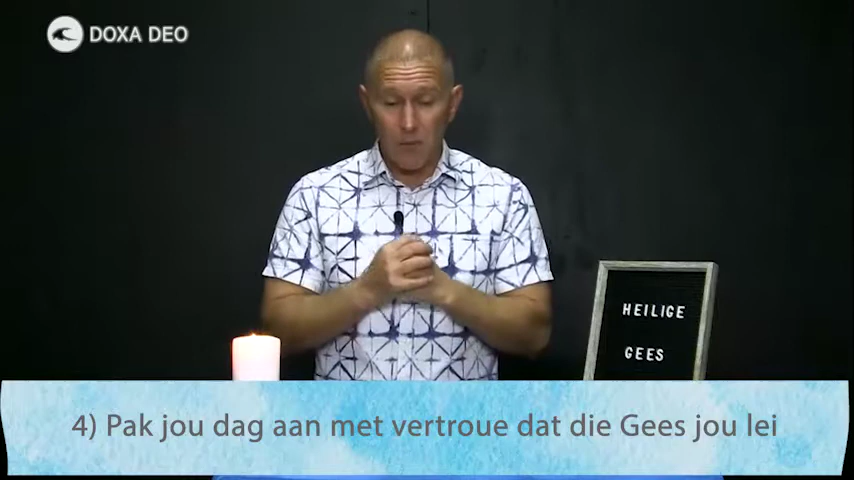 DOXA DEO
HEILIGE
GEES
4) Pak jou dag aan met vertroue dat die Gees jou lei